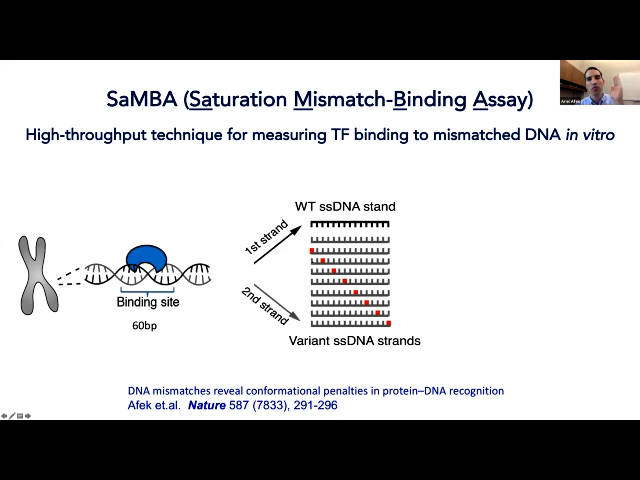 SaMBA (Saturation Mismatch-Binding Assay)
High-throughput technique for measuring TF binding to mismatched DNA in vitro
WT ssDNA stand
1st strand
2nd strand
Binding site
60bp
Variant ssDNA strands
DNA mismatches reveal conformational penalties in protein–DNA recognition
Afek et.al. Nature 587 (7833), 291-296